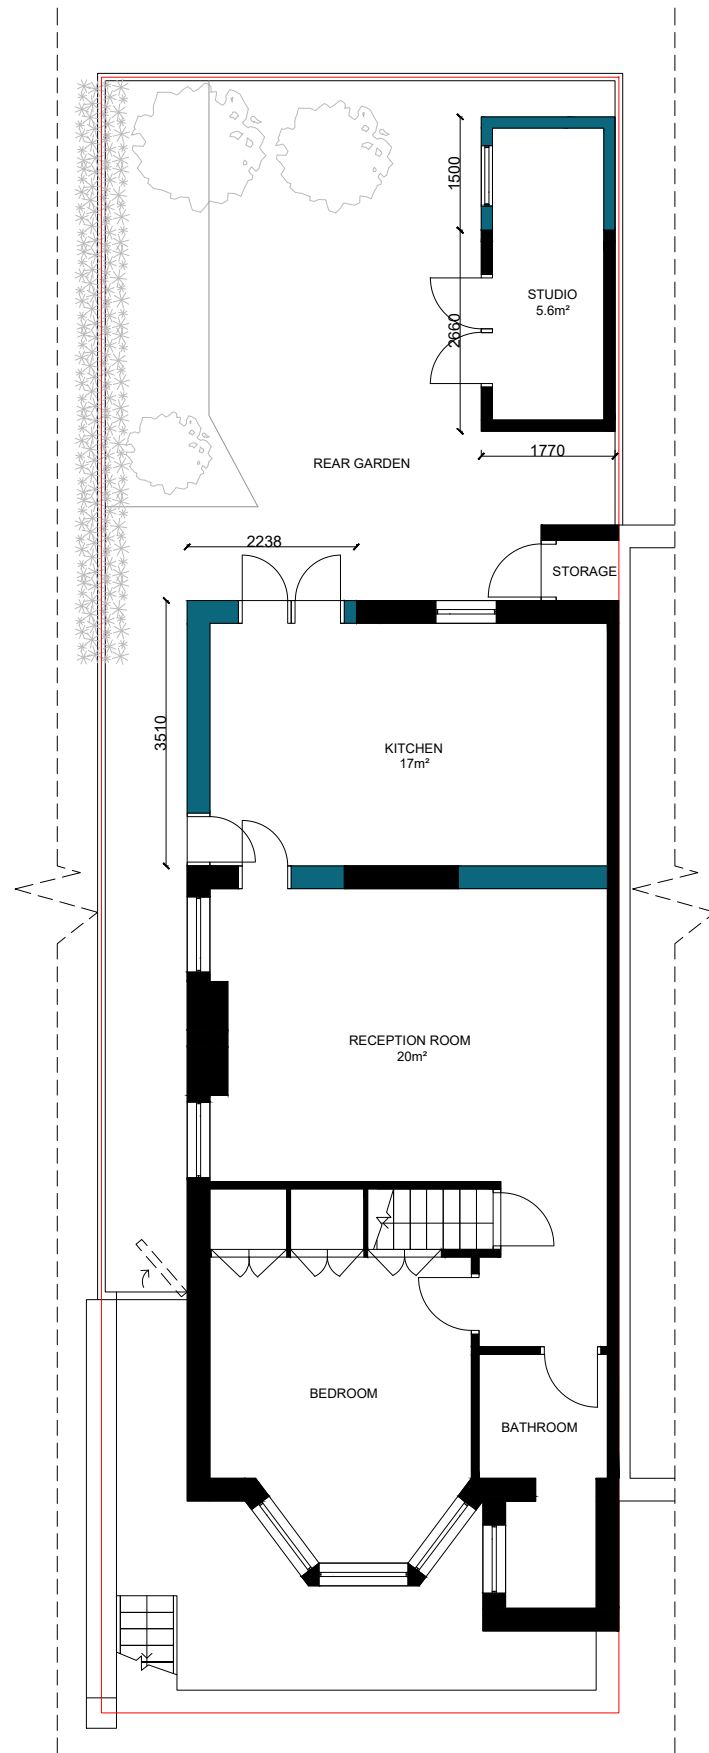 1500
STUDIO
5.6m²
2660
1770
REAR GARDEN
2238
STORAGE
3510
KITCHEN
17m²
RECEPTION ROOM
20m²
BEDROOM
BATHROOM